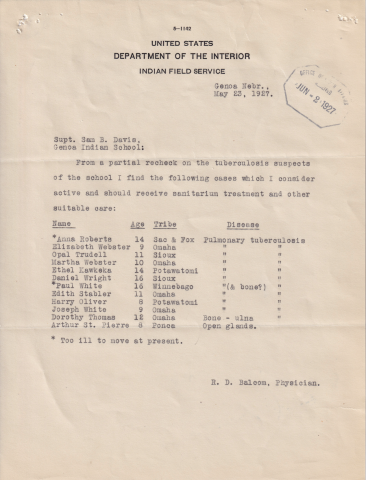 5-1142
UNITED STATES
DEPARTMENT OF THE INTERIOR
INDIAN FIELD SERVICE
Genoa Nebr.,
May 23, 1927.
JUN -2 1927
Supt. Sam B. Davis,
Genoa Indian School;
From a partial recheck on the tuberculosis suspects
of the school I find the following cases which I consider
active and should receive sanitarium treatment and other
suitable care:
Name Age Tribe Disease
*Anna Roberts 14 Sac & Fox Pulmonary tuberculosis
Elizabeth Webster 9 Omaha " "
Opal Trudell 11 Sioux " "
Martha Webster 10 Omaha " "
Ethel Kawkeka 14 Potawatomi " "
Daniel Wright 16 Sioux " "
*Paul White 16 Winnebago "(& bone?) "
Edith Stabler 11 Omaha " "
Harry Oliver 8 Potawatomi " "
Joseph White 9 Omaha " "
Dorothy Thomas 12 Omaha Bone - ulna "
Arthur St. Pierre 8 Ponca Open glands.
* Too ill to move at present.
R. D. Balcom, Physician.